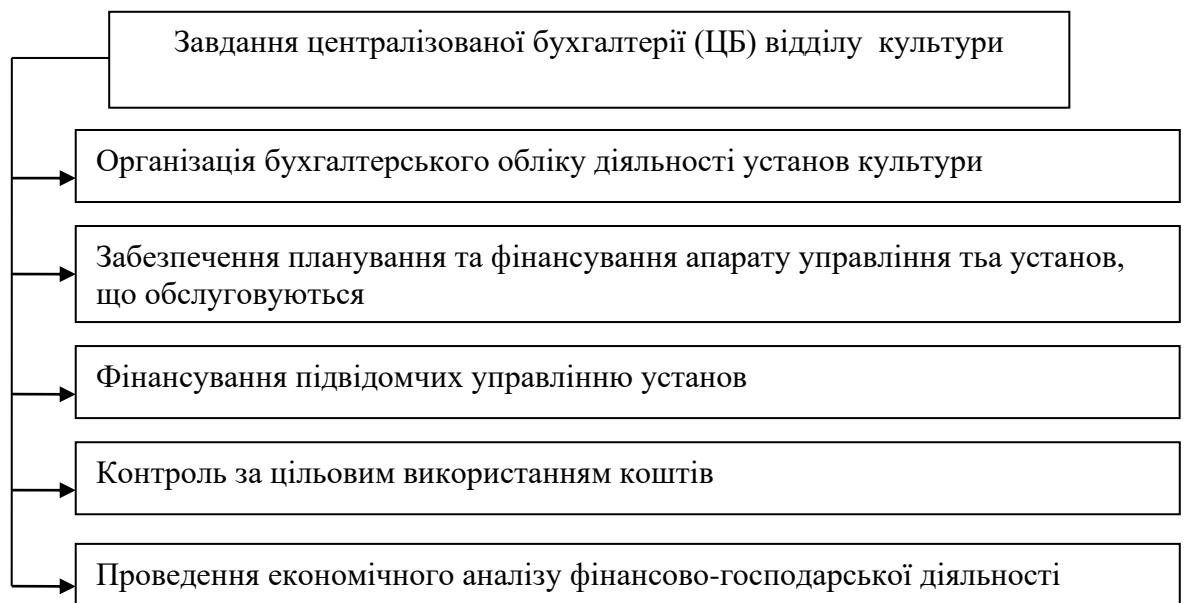 Завдання централізованої бухгалтерії (ЦБ) відділу культури
Організація бухгалтерського обліку діяльності установ культури
Забезпечення планування та фінансування апарату управління тьа установ,
що обслуговуються
Фінансування підвідомчих управлінню установ
Контроль за цільовим використанням коштів
Проведення економічного аналізу фінансово-господарської діяльності